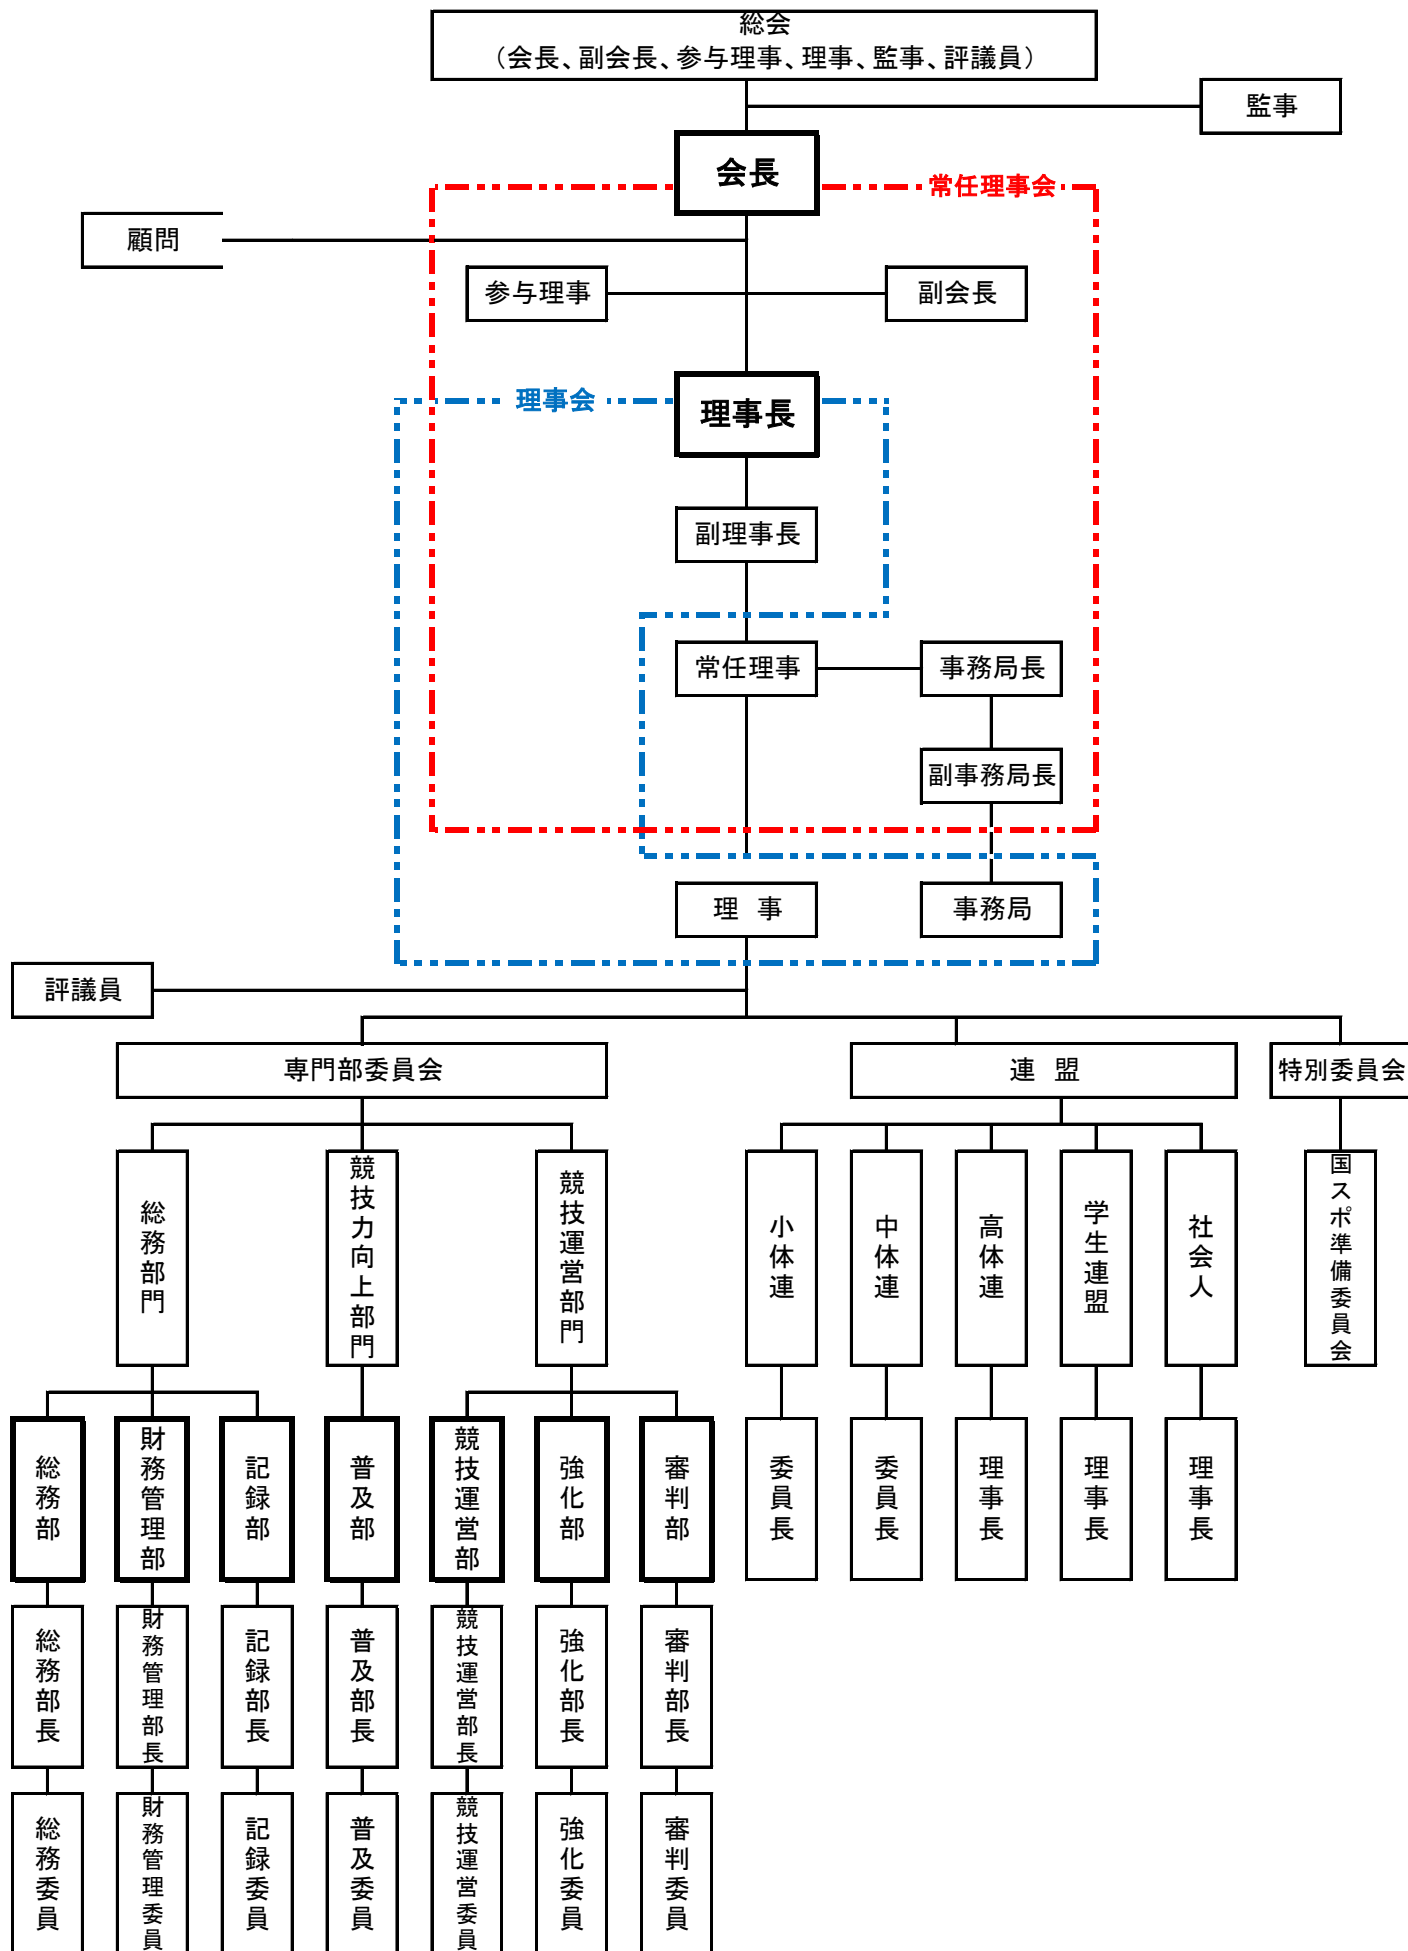 総会
（会長、副会長、参与理事、理事、監事、評議員）
監事
会長
常任理事会
顧問
参与理事
副会長
理事会
理事長
副理事長
常任理事
事務局長
副事務局長
理　事
事務局
評議員
専門部委員会
連　盟
特別委員会
総務部門
競技力向上部門
競技運営部門
小体連
中体連
高体連
学生連盟
社会人
国スポ準備委員会
総務部
財務管理部
記録部
普及部
競技運営部
強化部
審判部
委員長
委員長
理事長
理事長
理事長
総務部長
財務管理部長
記録部長
普及部長
競技運営部長
強化部長
審判部長
総務委員
財務管理委員
記録委員
普及委員
競技運営委員
強化委員
審判委員